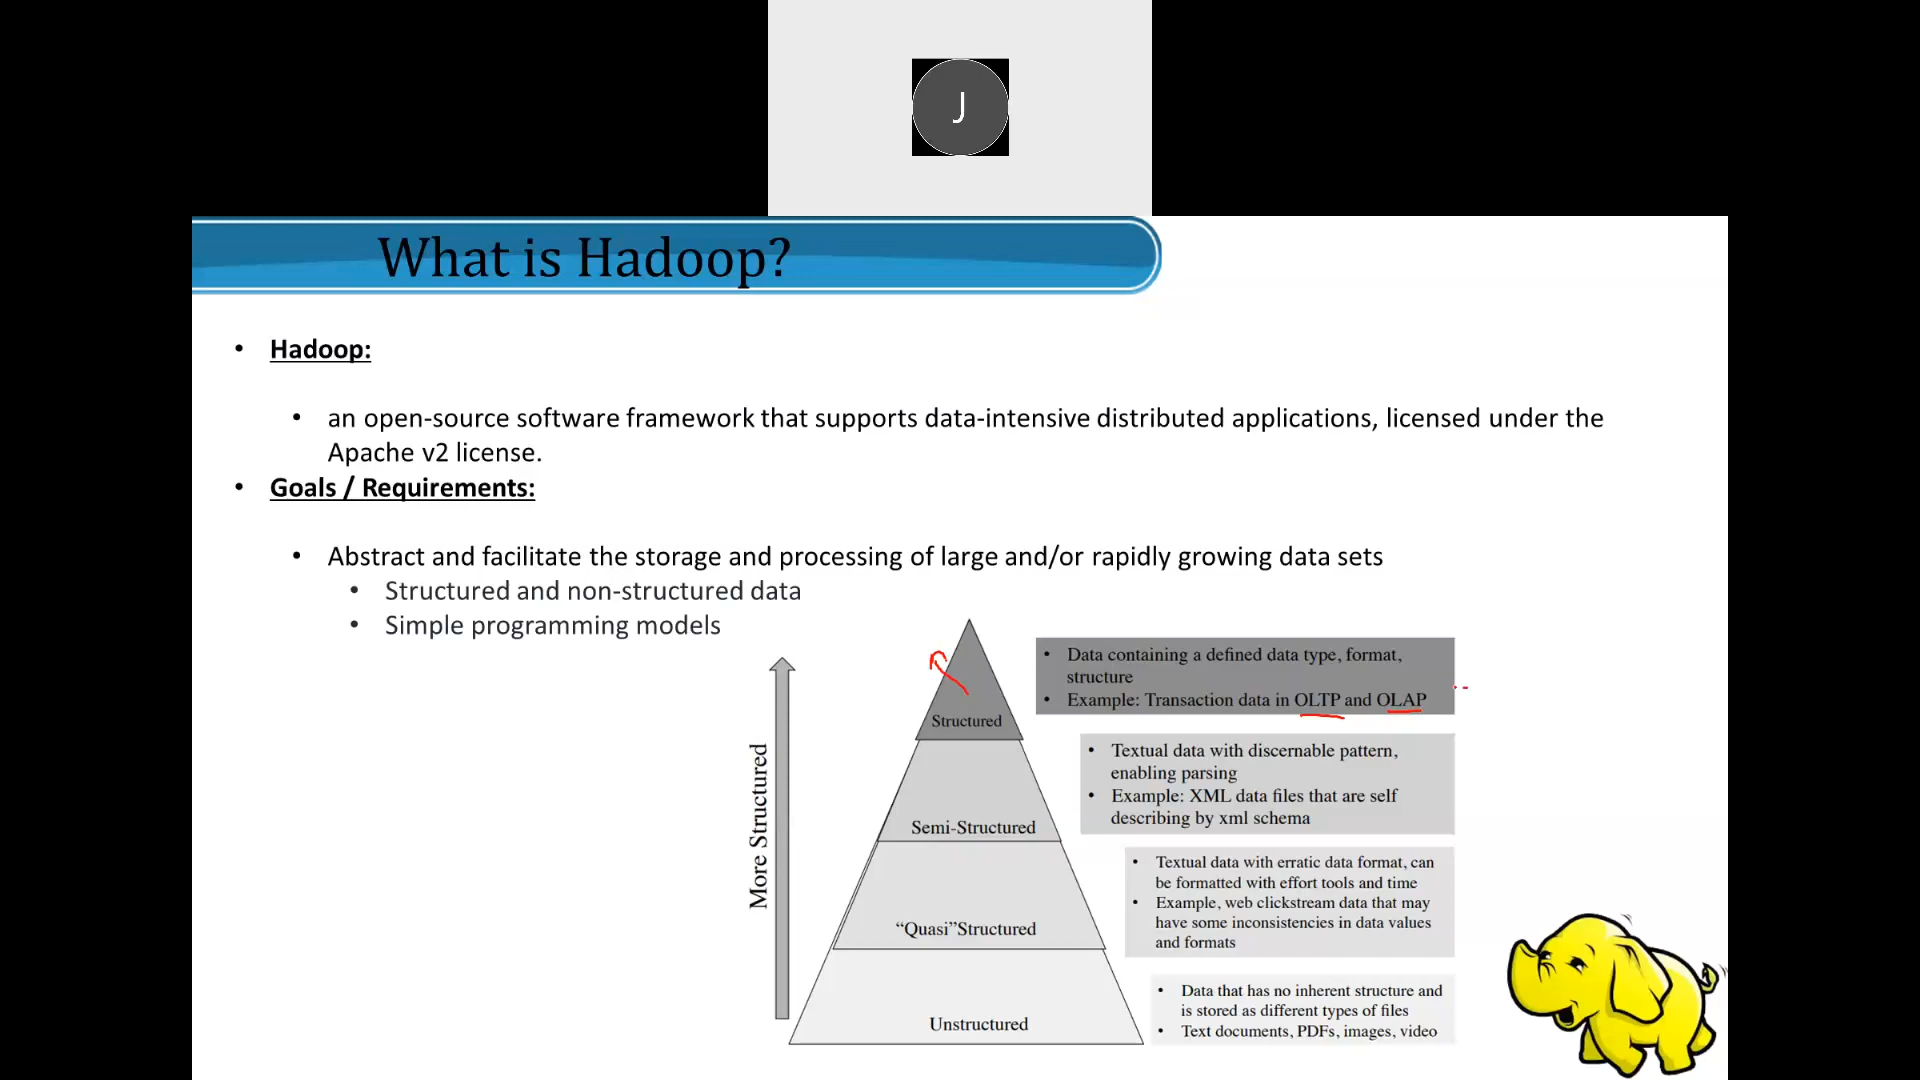 J
What is Hadoop?
• Hadoop:
• an open-source software framework that supports data-intensive distributed applications, licensed under the
Apache v2 license.
• Goals / Requirements:
• Abstract and facilitate the storage and processing of large and/or rapidly growing data sets
• Structured and non-structured data
• Simple programming models
More Structured
Structured
• Data containing a defined data type, format,
structure
• Example: Transaction data in OLTP and OLAP
Semi-Structured
• Textual data with discernable pattern,
enabling parsing
• Example: XML data files that are self
describing by xml schema
“Quasi”Structured
• Textual data with erratic data format, can
be formatted with effort tools and time
• Example, web clickstream data that may
have some inconsistencies in data values
and formats
Unstructured
• Data that has no inherent structure and
is stored as different types of files
• Text documents, PDFs, images, video